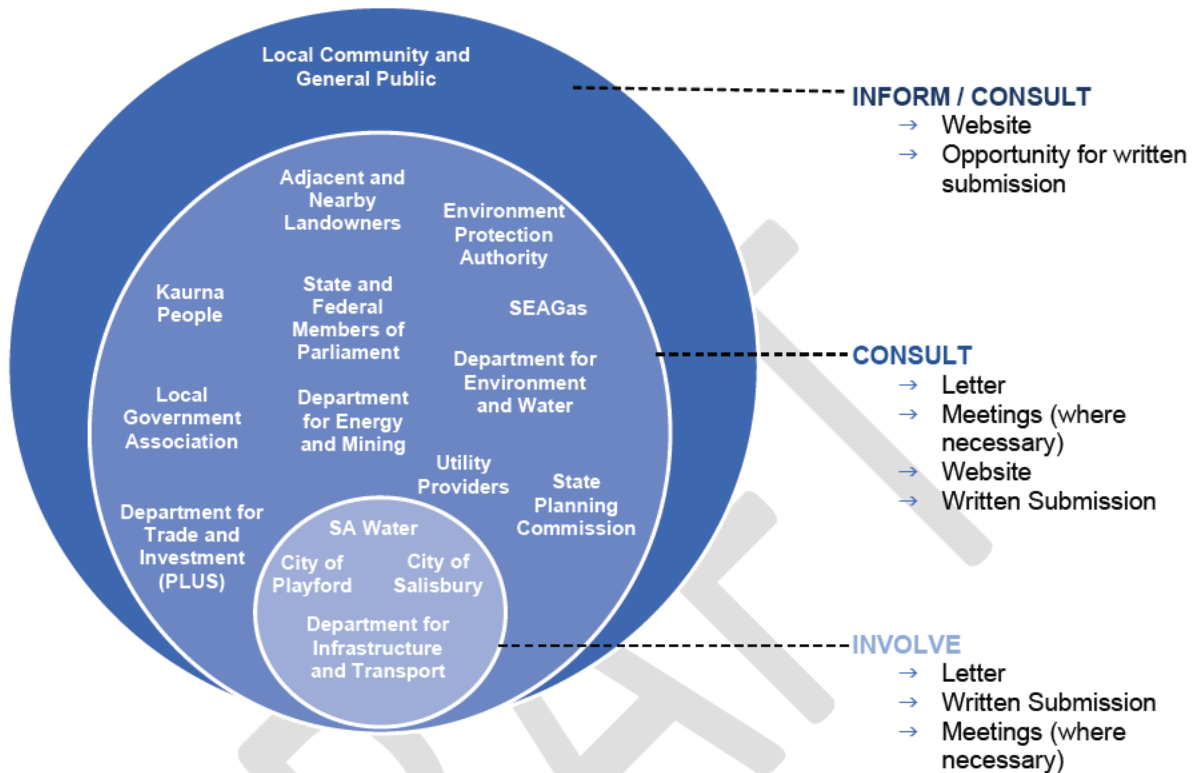 Local Community and
General Public
Adjacent and
Nearby
Landowners
Environment
Protection
Authority
Kaurna
People
State and
Federal
Members of
Parliament
SEAGas
Department for
Environment
and Water
Local
Government
Association
Department
for Energy
and Mining
Utility
Providers
State
Planning
Commission
Department for
Trade and
Investment
(PLUS)
SA Water
City of
Playford
City of
Salisbury
Department for
Infrastructure
and Transport
INFORM / CONSULT
→ Website
→ Opportunity for written
submission
CONSULT
→ Letter
→ Meetings (where
necessary)
→ Website
→ Written Submission
INVOLVE
→ Letter
→ Written Submission
→ Meetings (where
necessary)